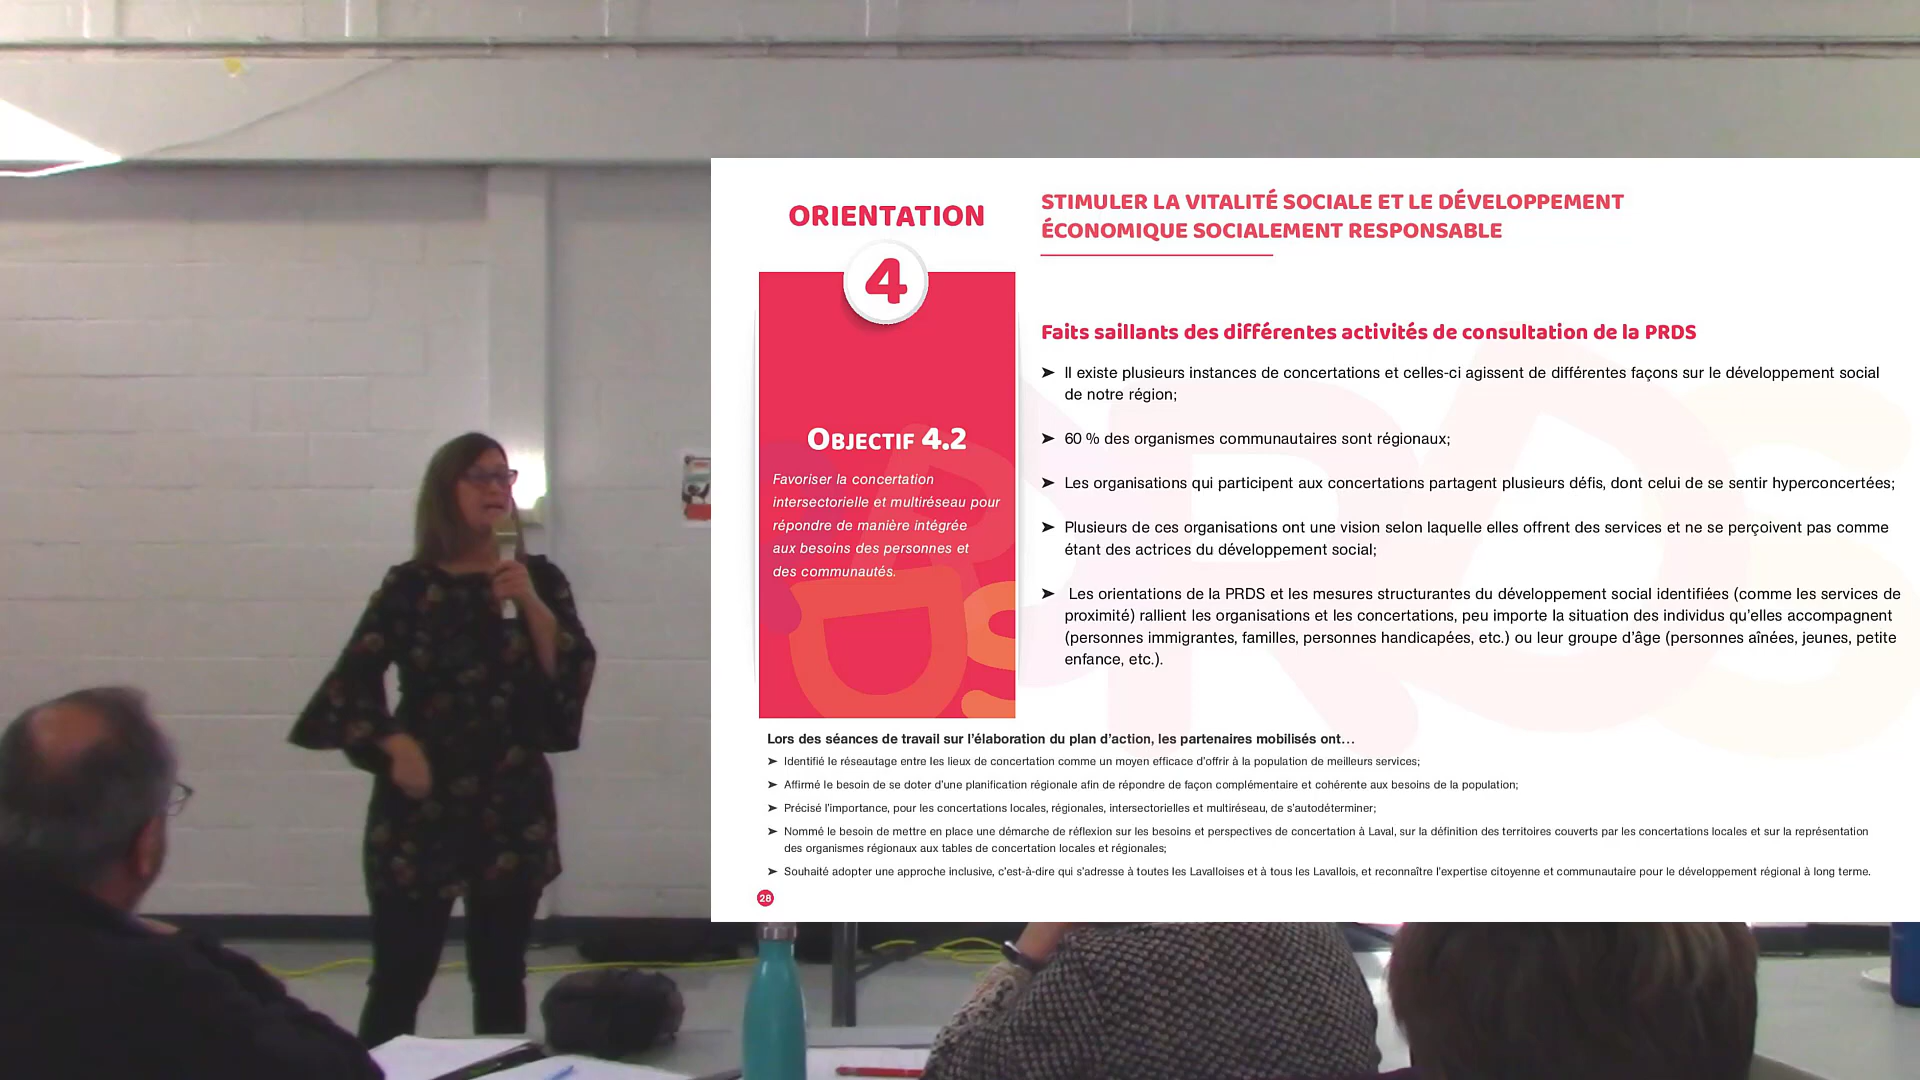 ORIENTATION
4
OBJECTIF 4.2
Favoriser la concertation
intersectorielle et multiréseau pour
répondre de manière intégrée
aux besoins des personnes et
des communautés.
STIMULER LA VITALITÉ SOCIALE ET LE DÉVELOPPEMENT
ÉCONOMIQUE SOCIALEMENT RESPONSABLE
Faits saillants des différentes activités de consultation de la PRDS
➤ Il existe plusieurs instances de concertations et celles-ci agissent de différentes façons sur le développement social
de notre région;
➤ 60 % des organismes communautaires sont régionaux;
➤ Les organisations qui participent aux concertations partagent plusieurs défis, dont celui de se sentir hyperconcertées;
➤ Plusieurs de ces organisations ont une vision selon laquelle elles offrent des services et ne se perçoivent pas comme
étant des actrices du développement social;
➤ Les orientations de la PRDS et les mesures structurantes du développement social identifiées (comme les services de
proximité) rallient les organisations et les concertations, peu importe la situation des individus qu'elles accompagnent
(personnes immigrantes, familles, personnes handicapées, etc.) ou leur groupe d'âge (personnes aînées, jeunes, petite
enfance, etc.).
Lors des séances de travail sur l'élaboration du plan d'action, les partenaires mobilisés ont…
➤ Identifié le réseautage entre les lieux de concertation comme un moyen efficace d'offrir à la population de meilleurs services;
➤ Affirmé le besoin de se doter d'une planification régionale afin de répondre de façon complémentaire et cohérente aux besoins de la population;
➤ Précisé l'importance, pour les concertations locales, régionales, intersectorielles et multiréseau, de s'autodéterminer;
➤ Nommé le besoin de mettre en place une démarche de réflexion sur les besoins et perspectives de concertation à Laval, sur la définition des territoires couverts par les concertations locales et sur la représentation
des organismes régionaux aux tables de concertation locales et régionales;
➤ Souhaité adopter une approche inclusive, c'est-à-dire qui s'adresse à toutes les Lavalloises et à tous les Lavallois, et reconnaître l'expertise citoyenne et communautaire pour le développement régional à long terme.
28
PRDS